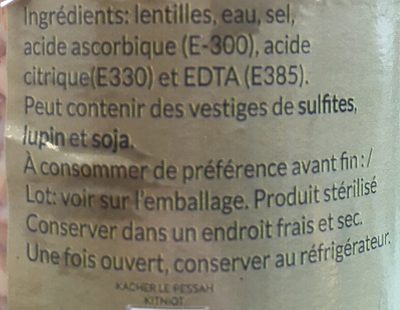 Ingrédients: lentilles, eau, sel,
acide ascorbique (E-300), acide
citrique(E330) et EDTA (E385).
Peut contenir des vestiges de sulfites,
lupin et soja.
À consommer de préférence avant fin :/
Lot: voir sur l'emballage. Produit stérilisé
Conserver dans un endroit frais et sec.
Une fois ouvert, conserver au réfrigérateur.
KACHER LE PESSAH
KITNIOT